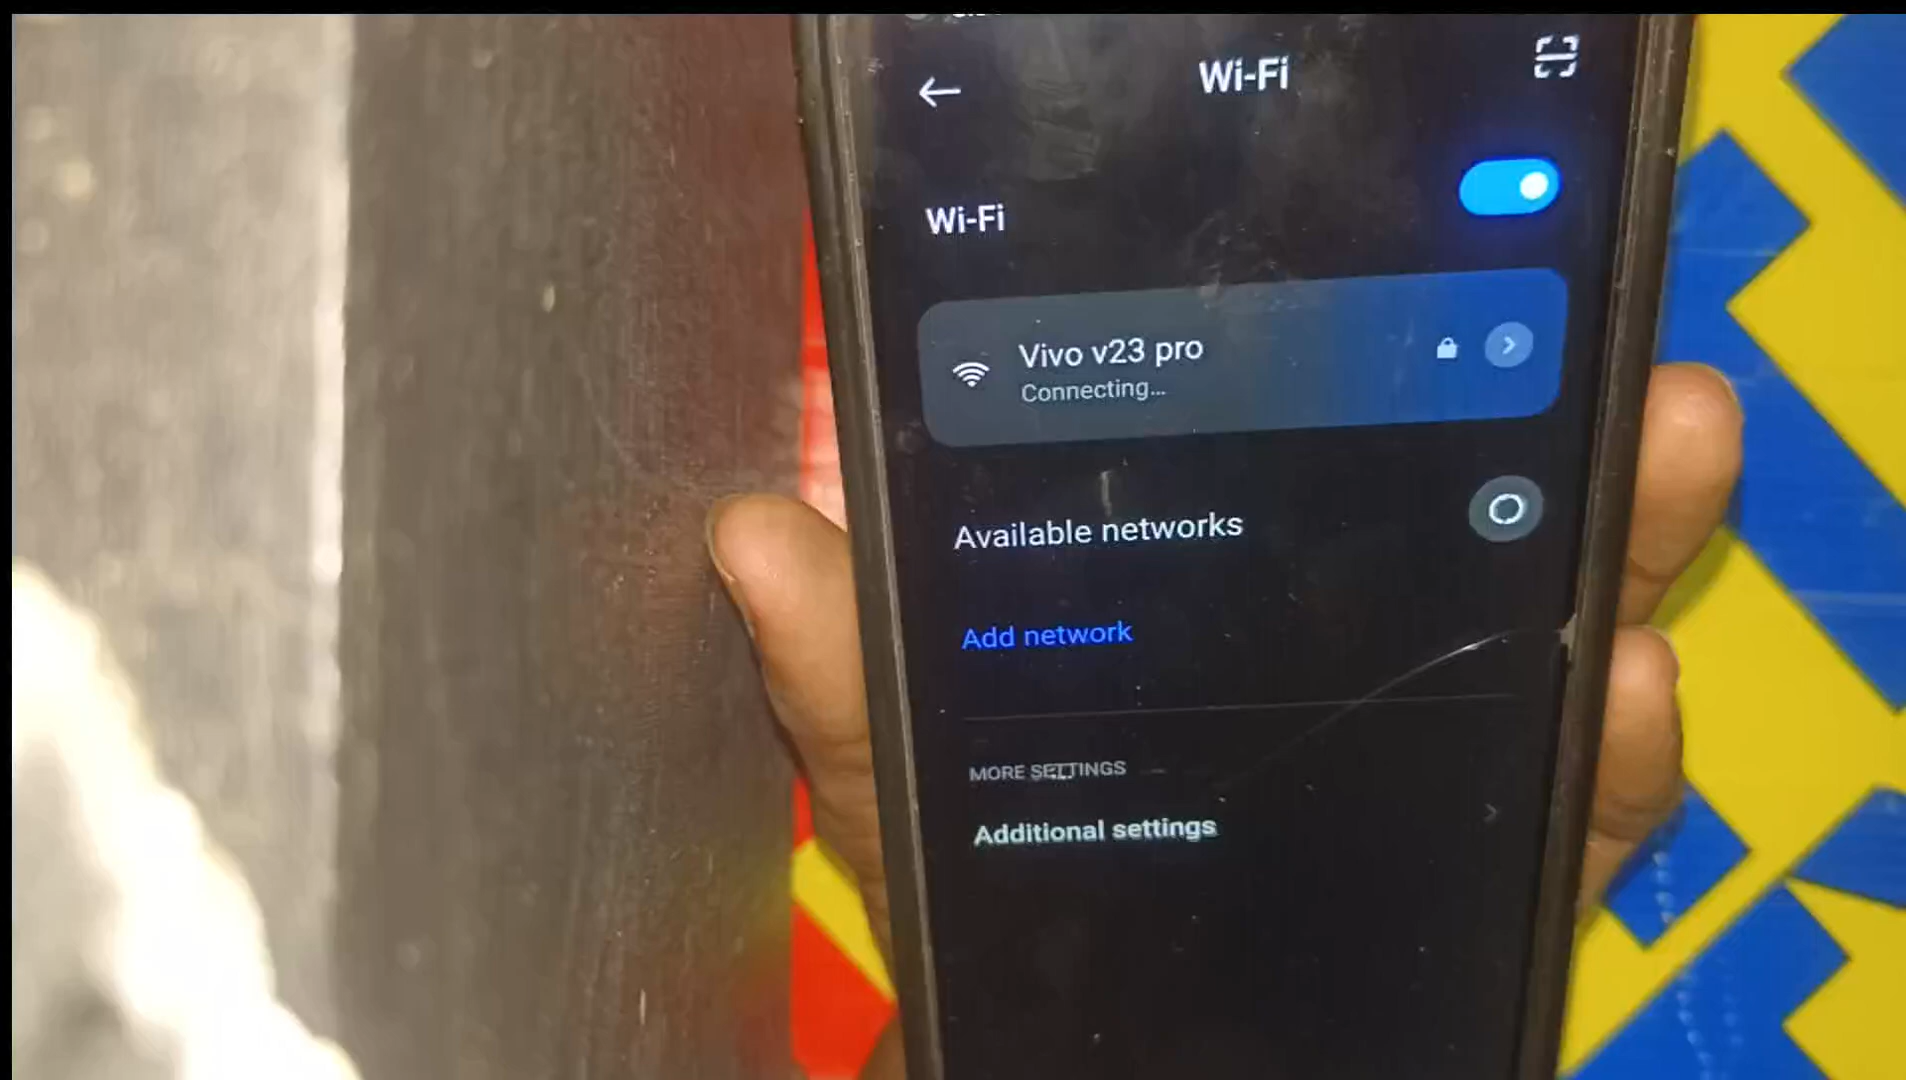 Wi-Fi
Wi-Fi
Vivo v23 pro
Connecting...
Available networks
Add network
MORE SETTINGS
Additional settings